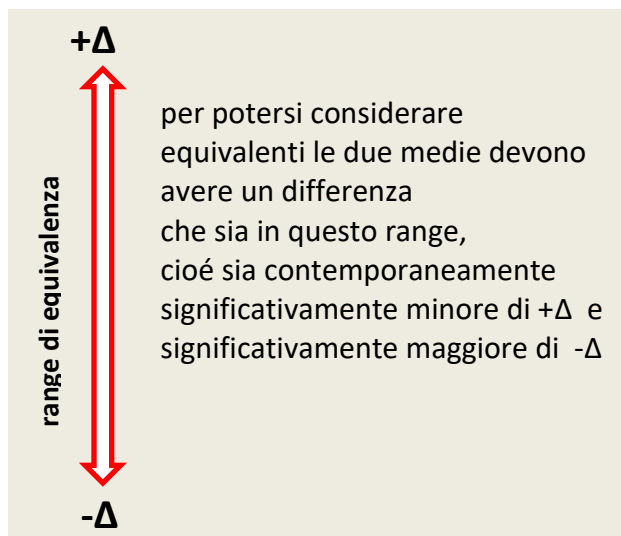 +Δ
per potersi considerare
equivalenti le due medie devono
avere un differenza
che sia in questo range,
cioé sia contemporaneamente
significativamente minore di +Δ e
significativamente maggiore di -Δ
range di equivalenza
-Δ